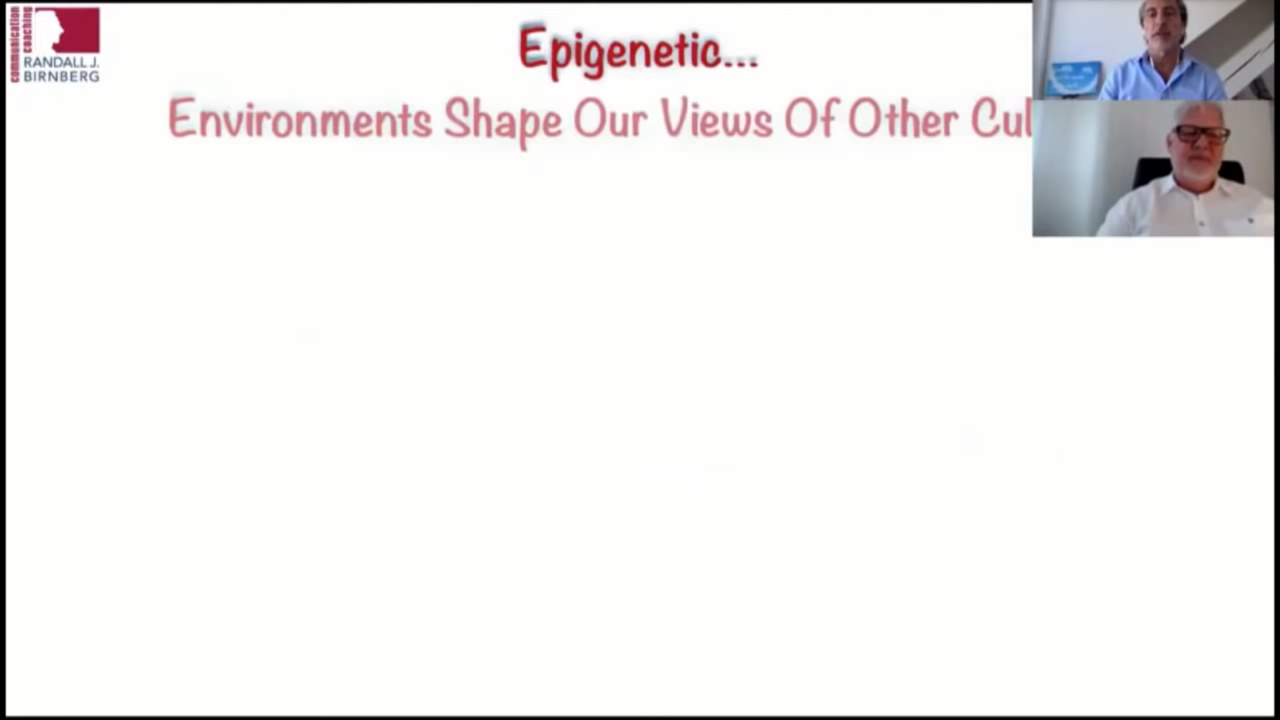 communication
coaching
RANDALL J.
BIRNBERG
Epigenetic...
Environments Shape Our Views Of Other Cul